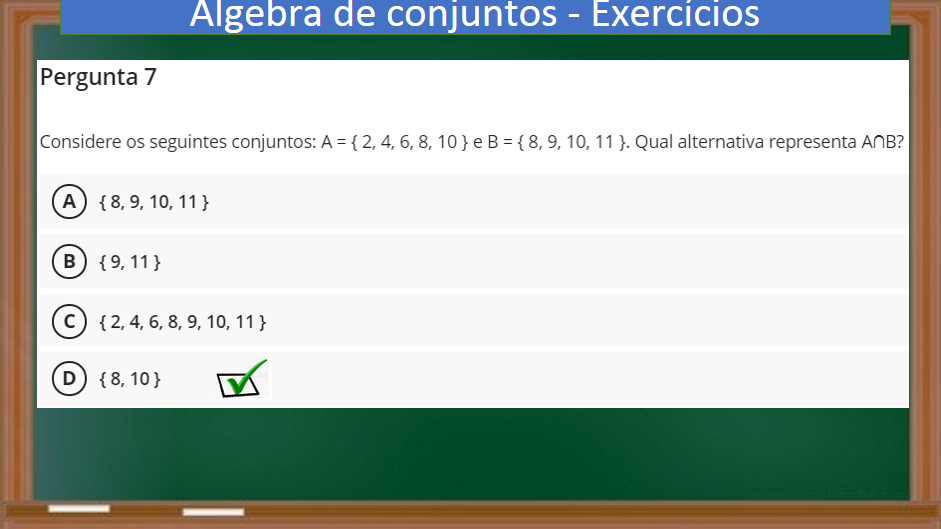 Álgebra de conjuntos - Exercícios
Pergunta 7
Considere os seguintes conjuntos: A = { 2, 4, 6, 8, 10 } e B = { 8, 9, 10, 11 }. Qual alternativa representa A∩B?
A { 8, 9, 10, 11 }
B { 9, 11 }
C { 2, 4, 6, 8, 9, 10, 11 }
D { 8, 10 }